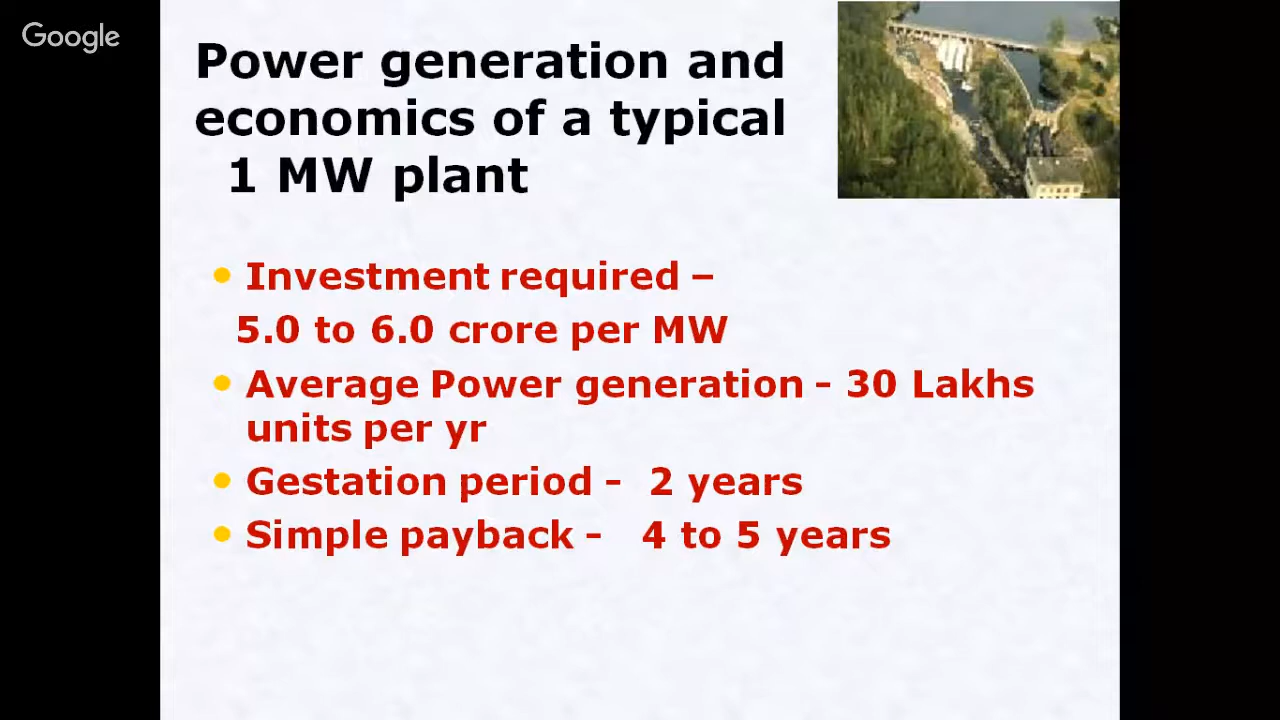 Google
Power generation and
economics of a typical
1 MW plant
• Investment required –
5.0 to 6.0 crore per MW
• Average Power generation - 30 Lakhs
units per yr
• Gestation period - 2 years
• Simple payback - 4 to 5 years